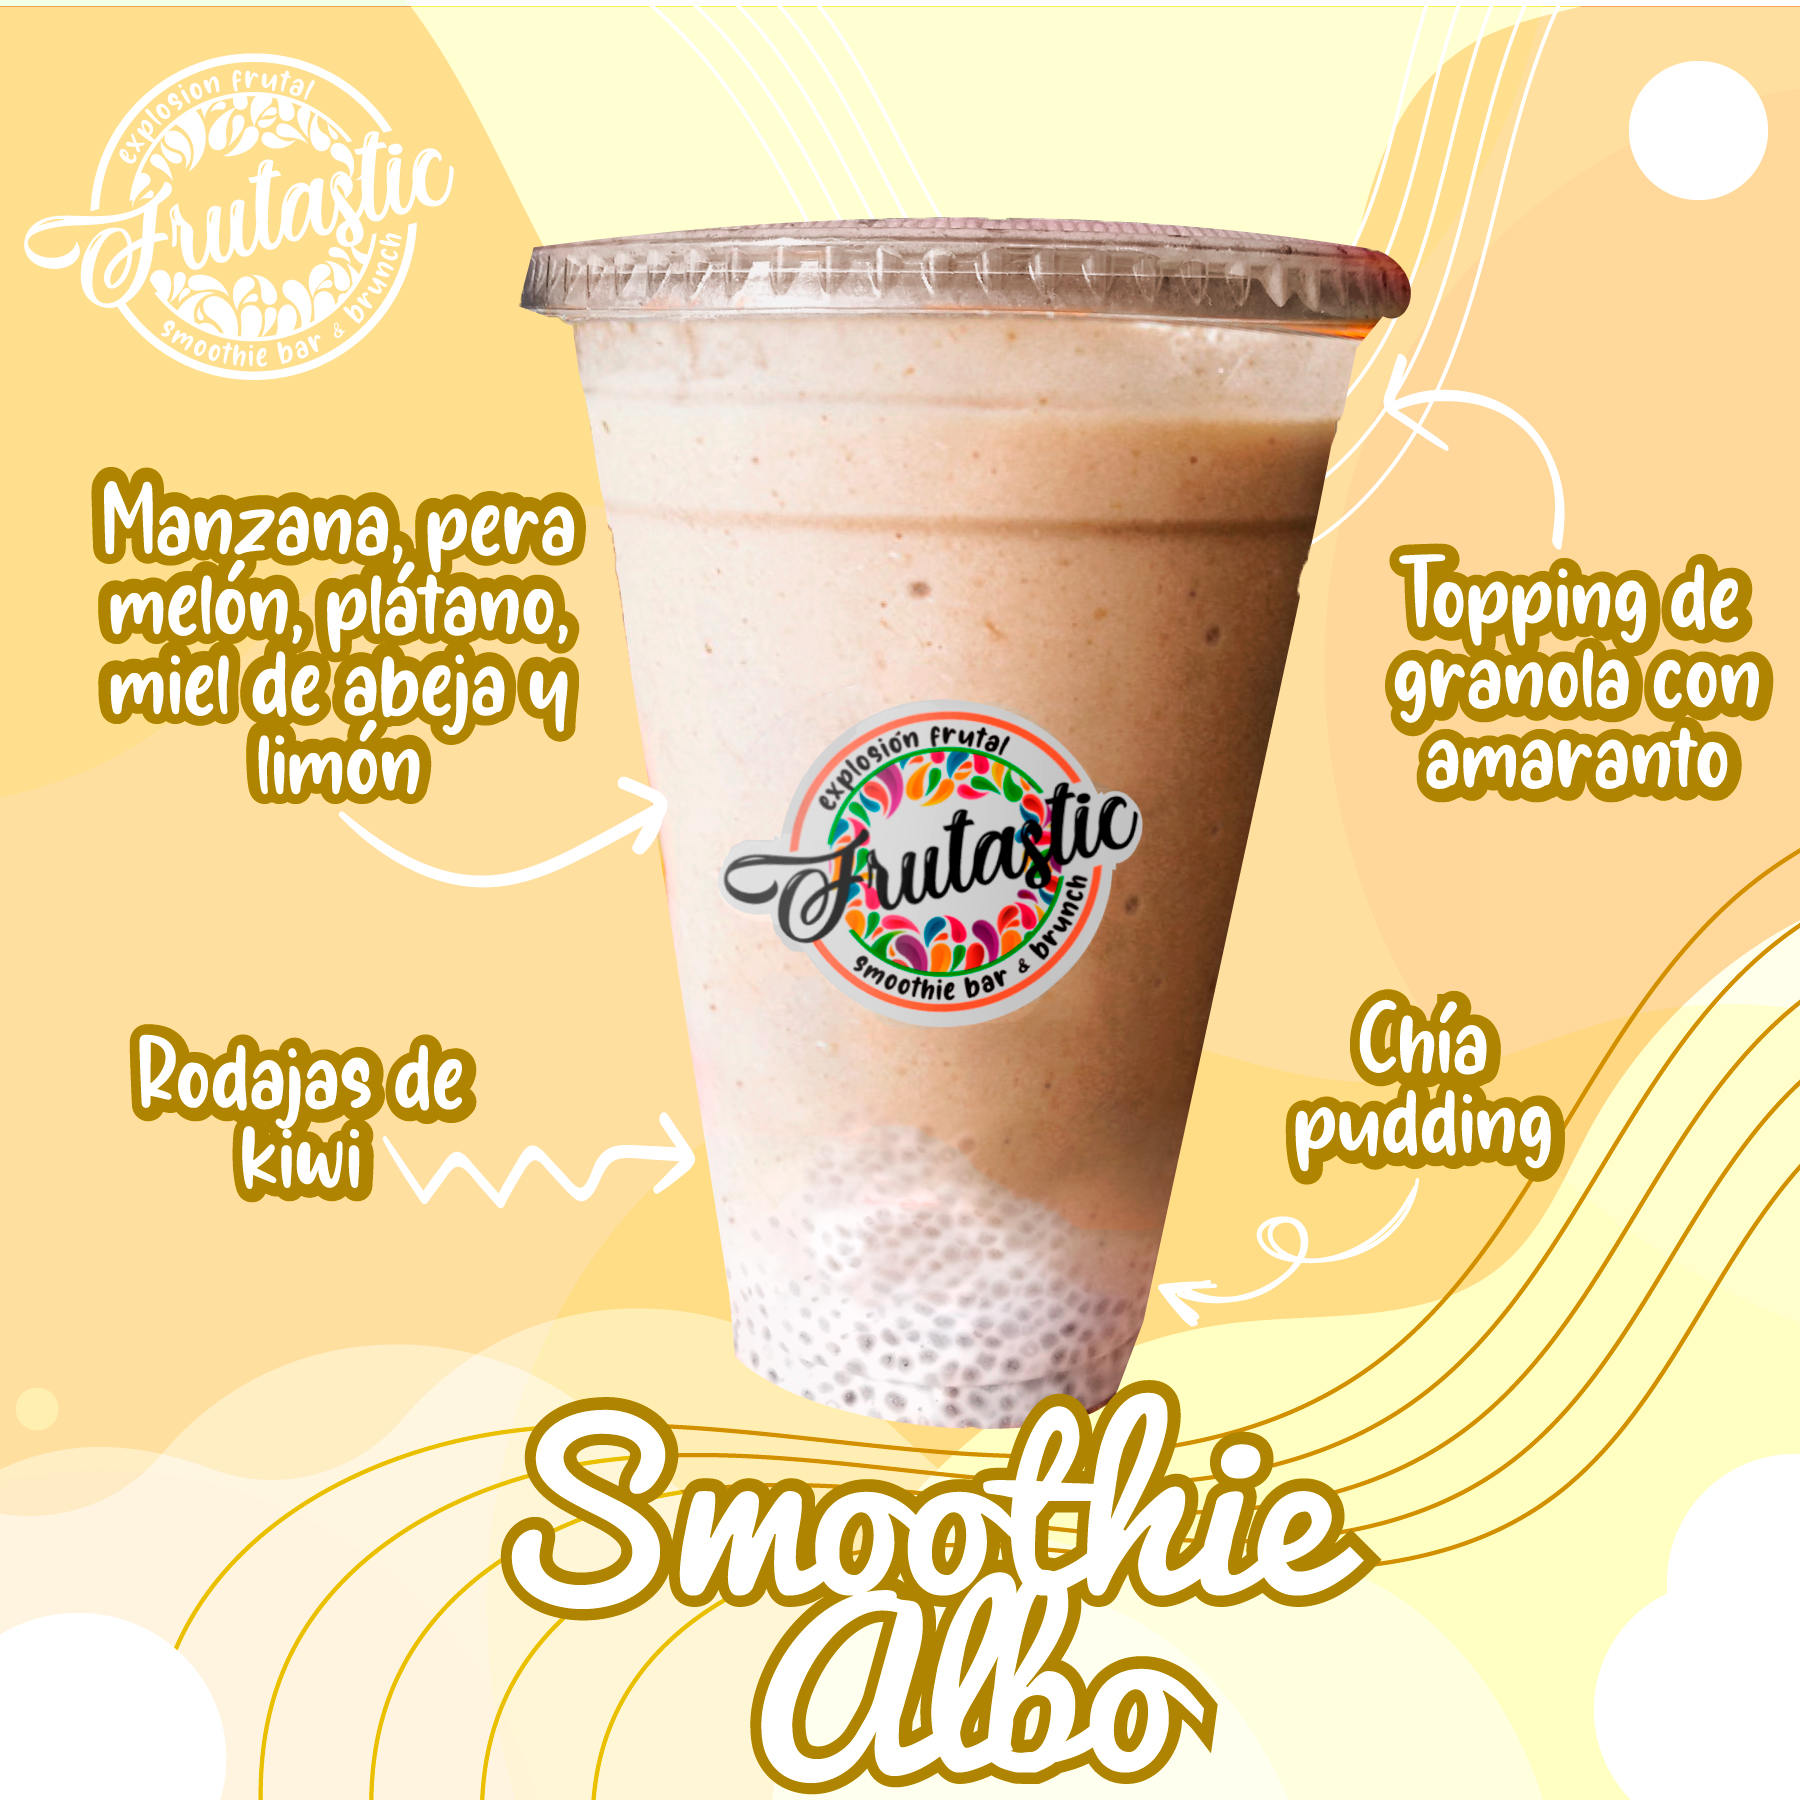 explosion frutal
Frutastic
smoothie bar & brunch
Manzana, pera
melón, plátano,
miel de abeja y
limón
Topping de
granola con
amaranto
explosión frutal
Frutastic
smoothie bar & brunch
Rodajas de
kiwi
Chía
pudding
Smoothie
Albo